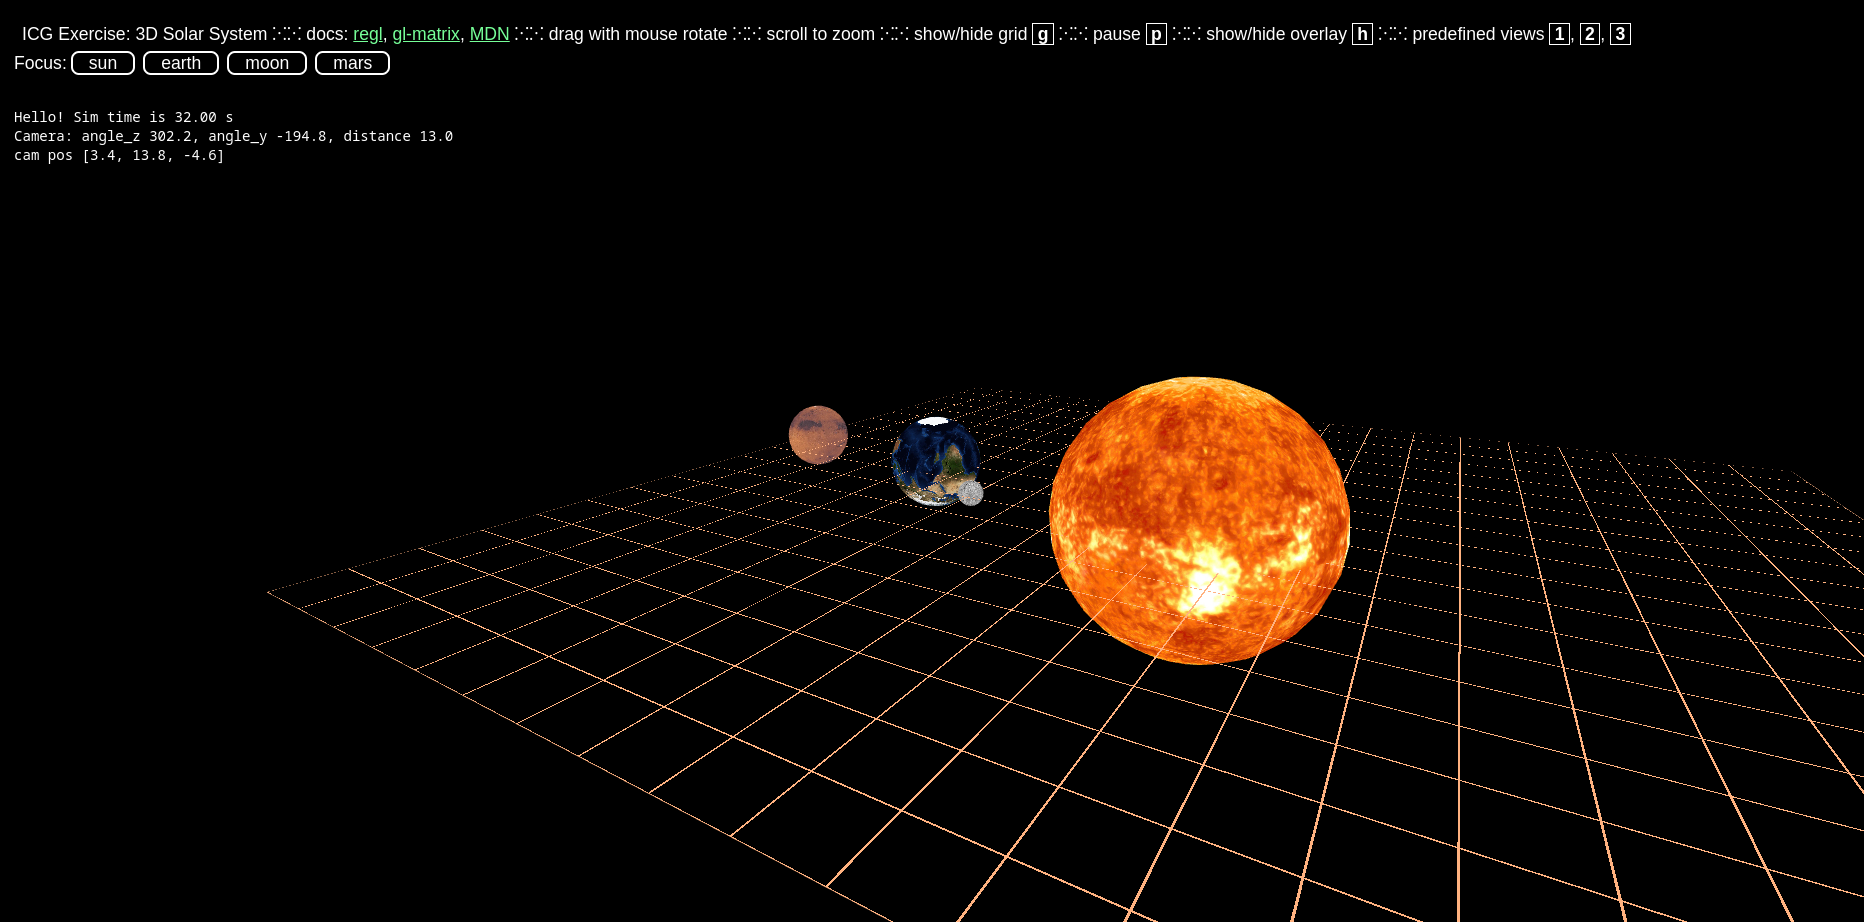 ICG Exercise: 3D Solar System ⢔⢕⡢ docs: regl, gl-matrix, MDN ⢔⢕⡢ drag with mouse rotate ⢔⢕⡢ scroll to zoom ⢔⢕⡢ show/hide grid g ⢔⢕⡢ pause p ⢔⢕⡢ show/hide overlay h ⢔⢕⡢ predefined views 1, 2, 3
Focus: sun earth moon mars
Hello! Sim time is 32.00 s
Camera: angle_z 302.2, angle_y -194.8, distance 13.0
cam pos [3.4, 13.8, -4.6]